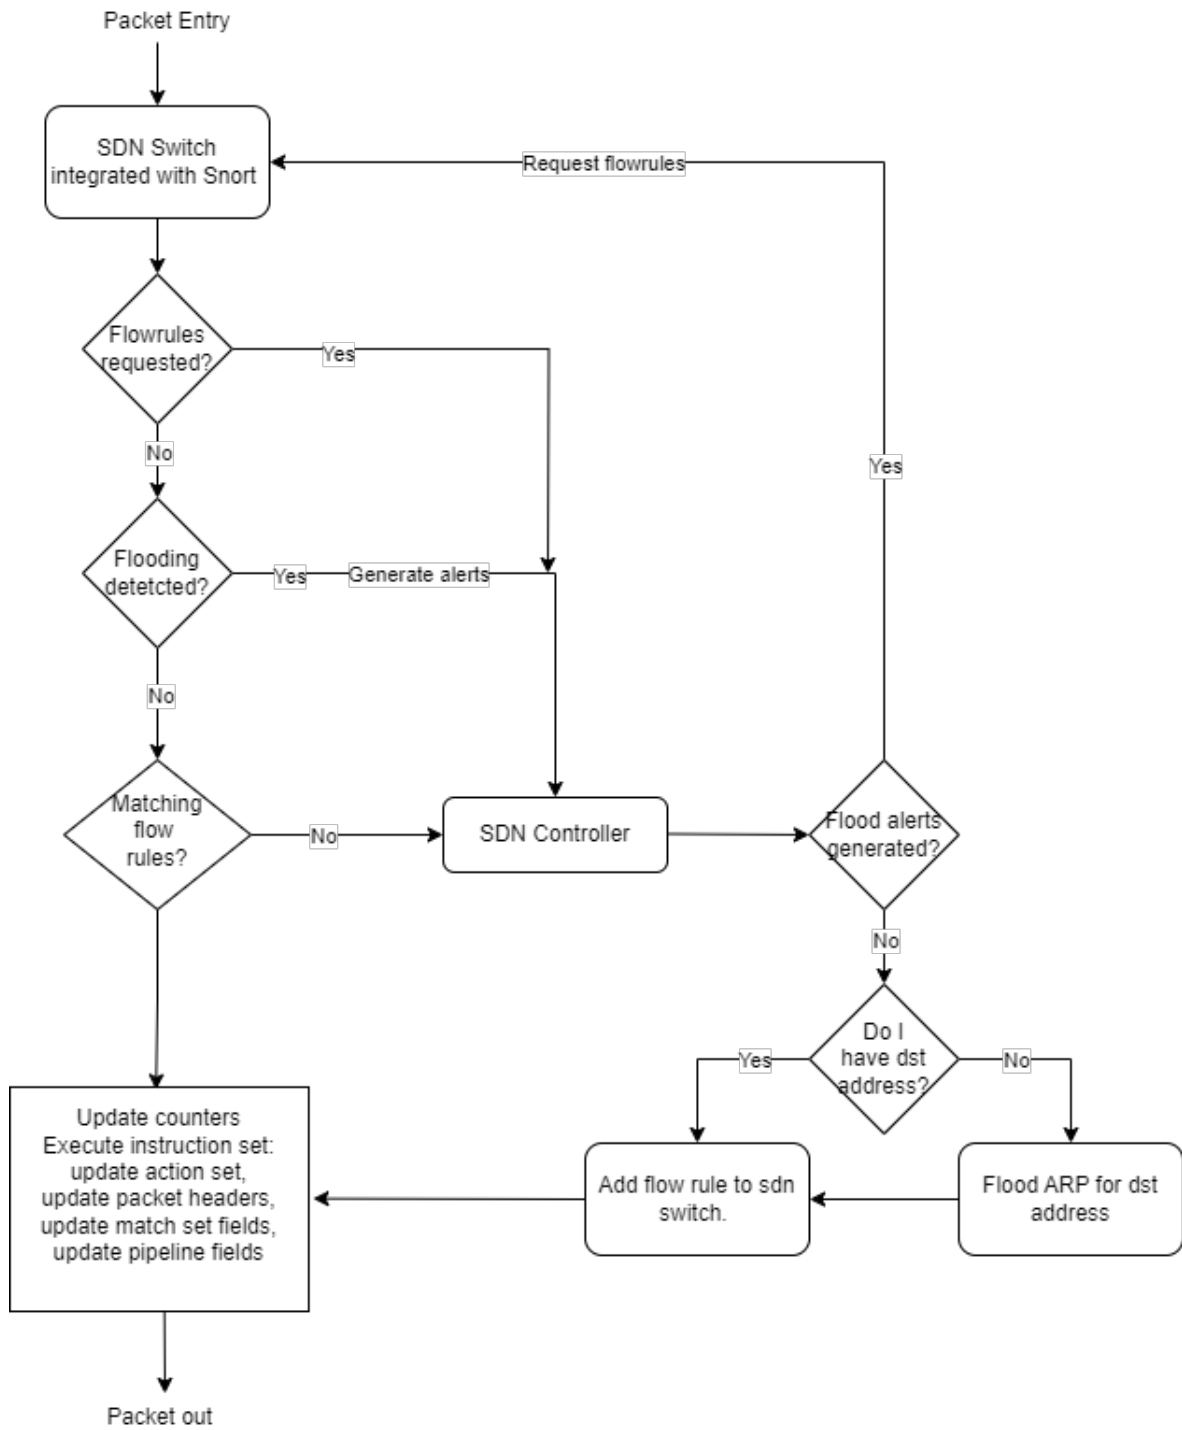 Packet Entry
SDN Switch
integrated with Snort
Request flowrules
Flowrules
requested?
Yes
No
Yes
Flooding
detetcted?
Yes
Generate alerts
No
Matching
flow
rules?
No
SDN Controller
Flood alerts
generated?
No
Do I
have dst
address?
Yes
No
Update counters
Execute instruction set:
update action set,
update packet headers,
update match set fields,
update pipeline fields
Add flow rule to sdn
switch.
Flood ARP for dst
address
Packet out